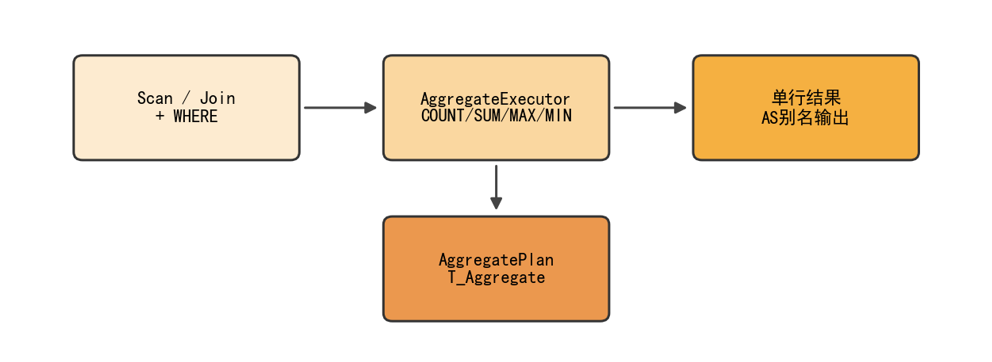 Scan / Join
+ WHERE
AggregateExecutor
COUNT/SUM/MAX/MIN
单行结果
AS别名输出
AggregatePlan
T_Aggregate